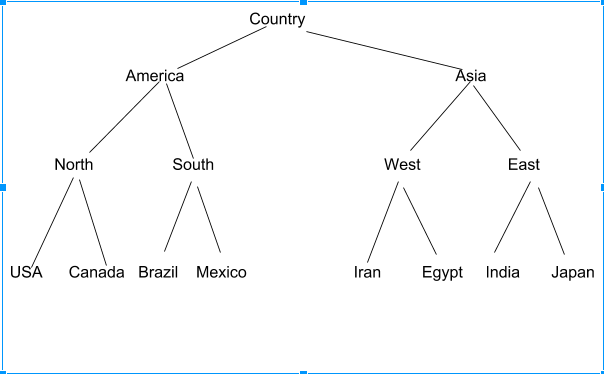 Country
America Asia
North South West East
USA Canada Brazil Mexico Iran Egypt India Japan